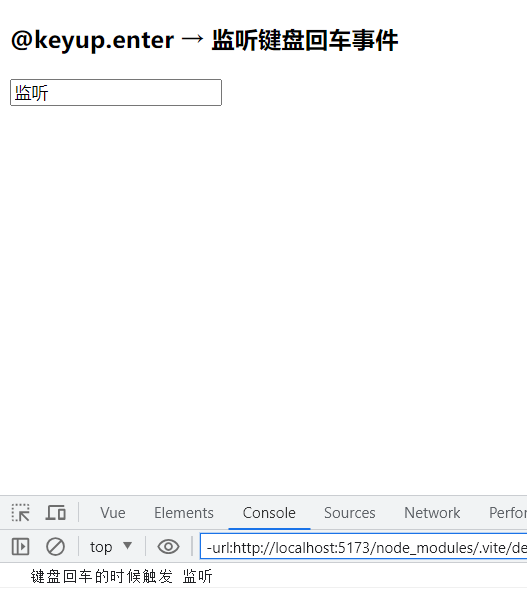 @keyup.enter → 监听键盘回车事件
监听
Vue Elements Console Sources Network Perfor
top ▼ -url:http://localhost:5173/node_modules/.vite/de
键盘回车的时候触发 监听